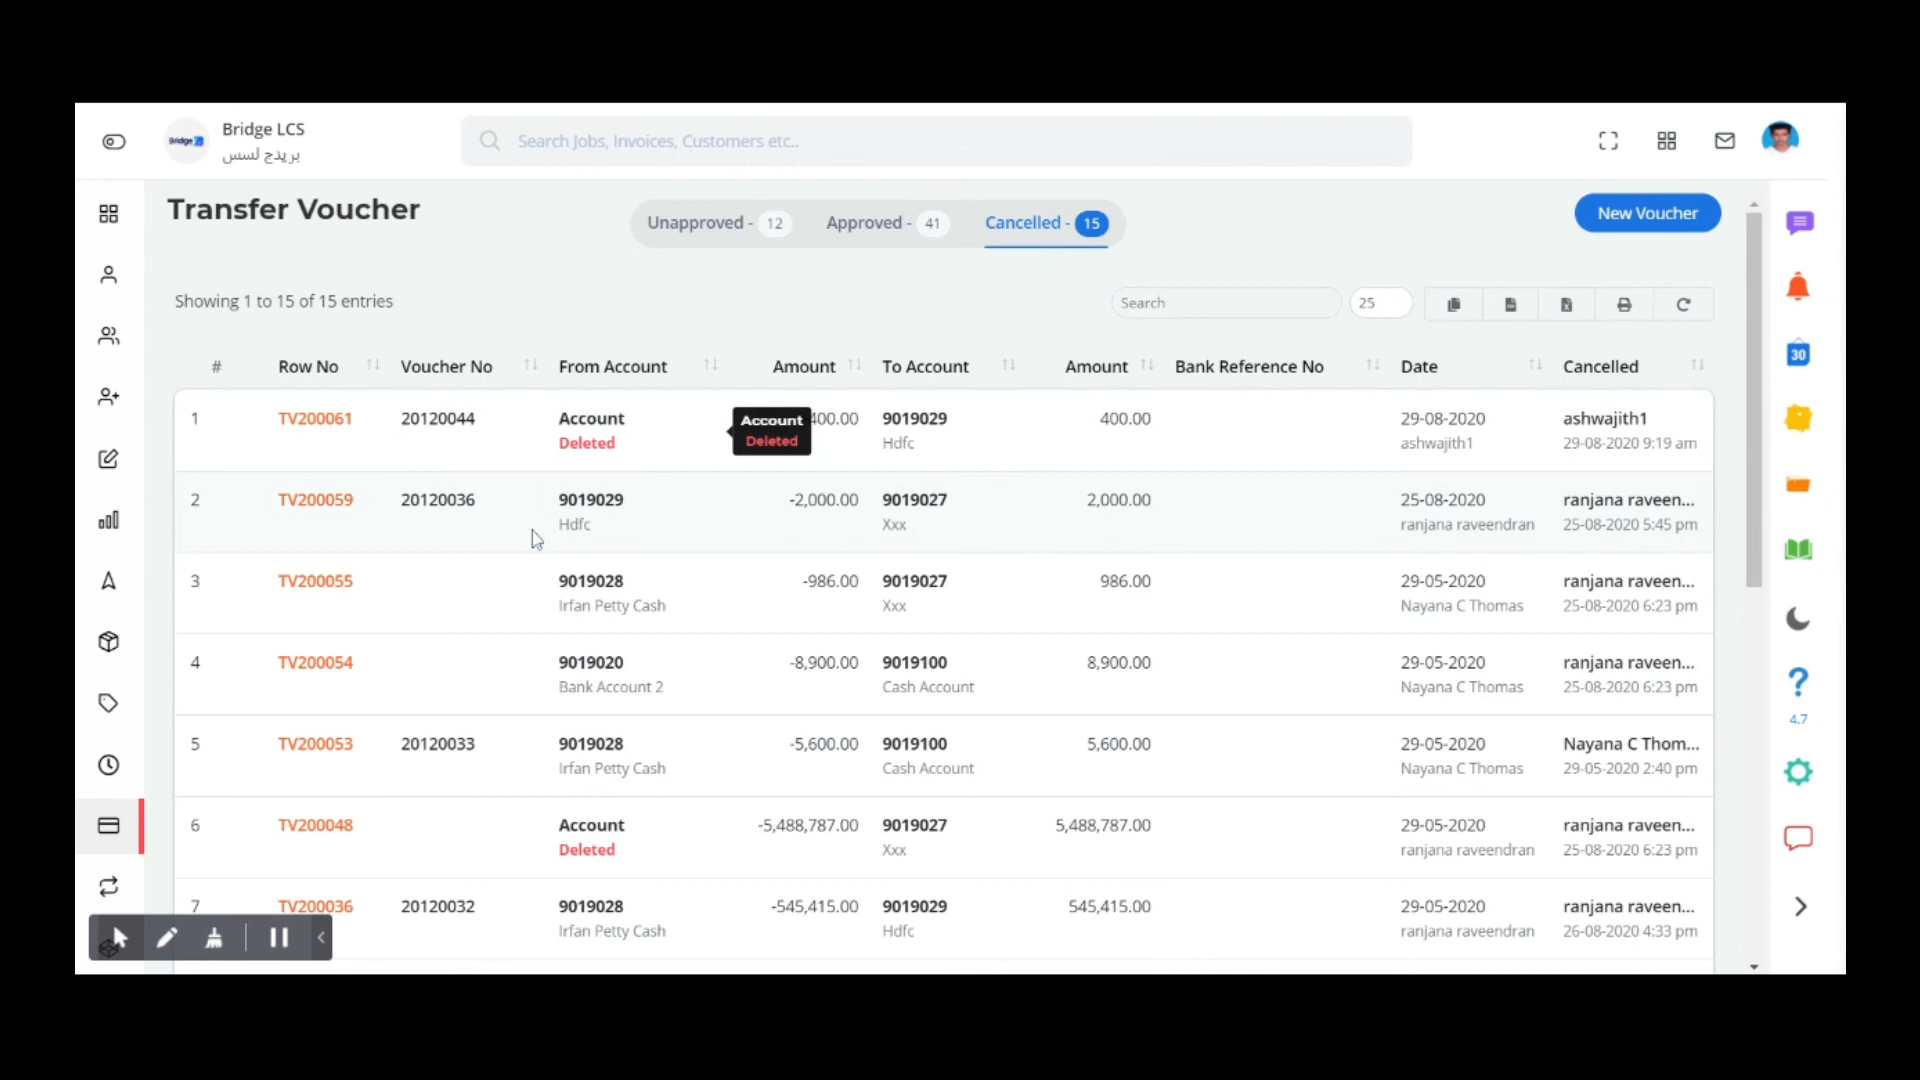 Bridge LCS
بريدج لسس
Bridge
Search Jobs, Invoices, Customers etc..
Transfer Voucher
Unapproved - 12 Approved - 41 Cancelled - 15
New Voucher
Showing 1 to 15 of 15 entries
Search
25
# Row No Voucher No From Account Amount To Account Amount Bank Reference No Date Cancelled
1 TV200061 20120044 Account 400.00 9019029 400.00 29-08-2020 ashwajith1
Deleted Hdfc ashwajith1 29-08-2020 9:19 am
Account
Deleted
2 TV200059 20120036 9019029 -2,000.00 9019027 2,000.00 25-08-2020 ranjana raveen...
Hdfc Xxx ranjana raveendran 25-08-2020 5:45 pm
3 TV200055 9019028 -986.00 9019027 986.00 29-05-2020 ranjana raveen...
Irfan Petty Cash Xxx Nayana C Thomas 25-08-2020 6:23 pm
4 TV200054 9019020 -8,900.00 9019100 8,900.00 29-05-2020 ranjana raveen...
Bank Account 2 Cash Account Nayana C Thomas 25-08-2020 6:23 pm
5 TV200053 20120033 9019028 -5,600.00 9019100 5,600.00 29-05-2020 Nayana C Thom...
Irfan Petty Cash Cash Account Nayana C Thomas 29-05-2020 2:40 pm
6 TV200048 Account -5,488,787.00 9019027 5,488,787.00 29-05-2020 ranjana raveen...
Deleted Xxx ranjana raveendran 25-08-2020 6:23 pm
7 TV200036 20120032 9019028 -545,415.00 9019029 545,415.00 29-05-2020 ranjana raveen...
Irfan Petty Cash Hdfc ranjana raveendran 26-08-2020 4:33 pm
30
4.7